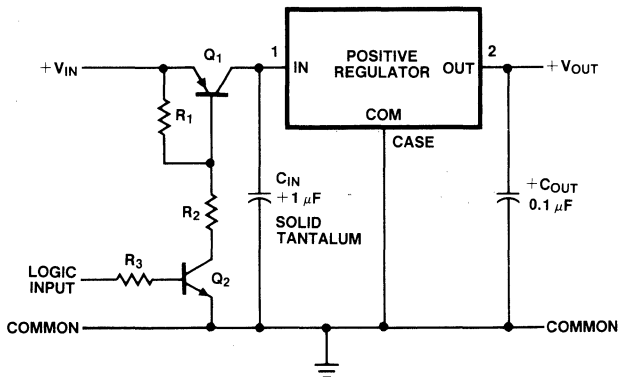 Q1
1
2
+VIN
IN
POSITIVE
REGULATOR
OUT
+VOUT
R1
COM
CASE
CIN
+1 μF
SOLID
TANTALUM
+COUT
0.1 μF
R2
R3
LOGIC
INPUT
Q2
COMMON
COMMON